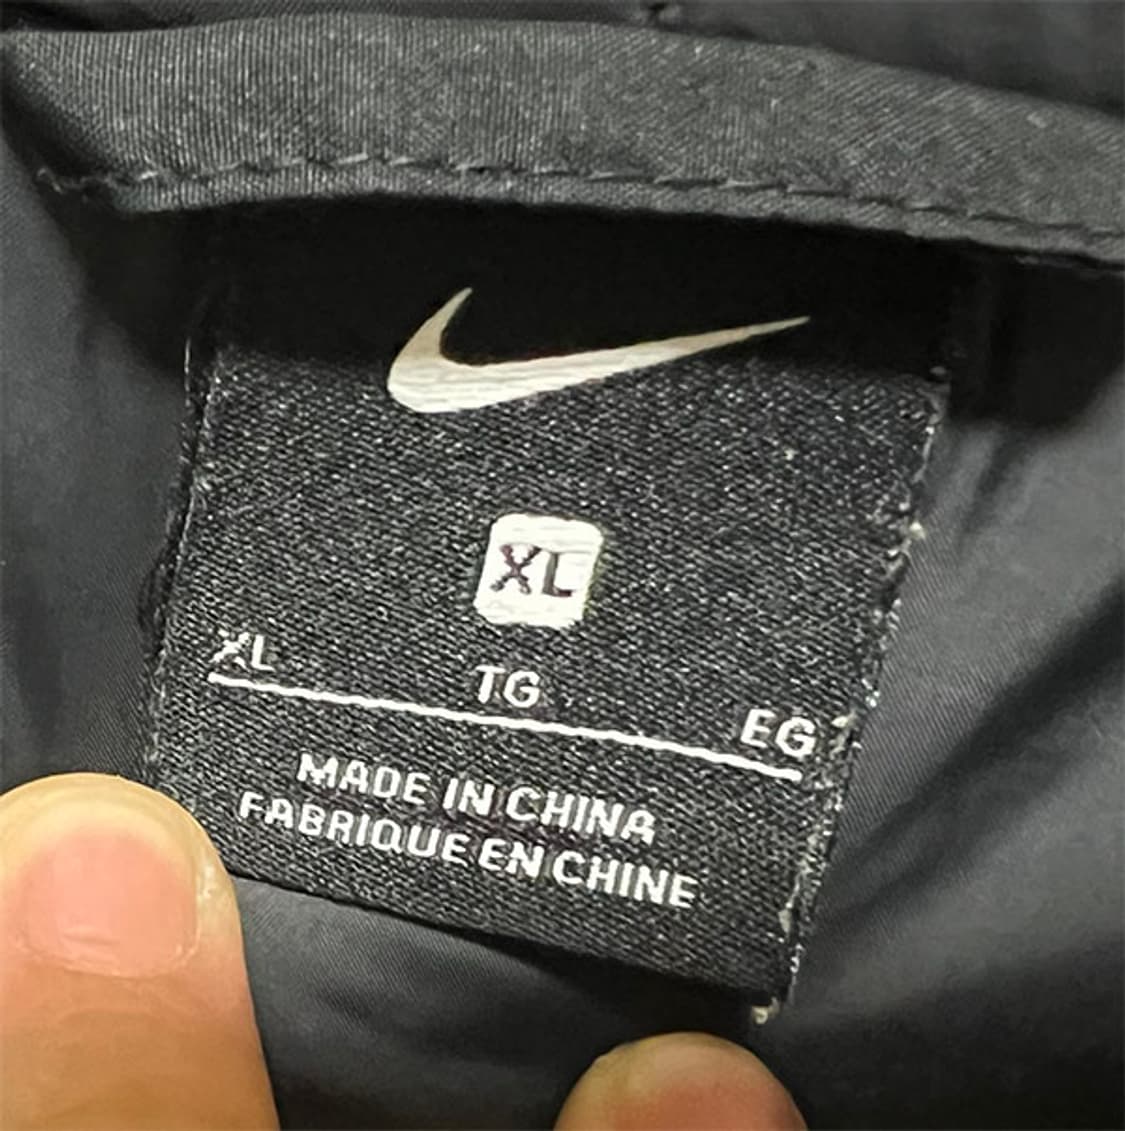 XL
XL TG EG
MADE IN CHINA
FABRIQUE EN CHINE